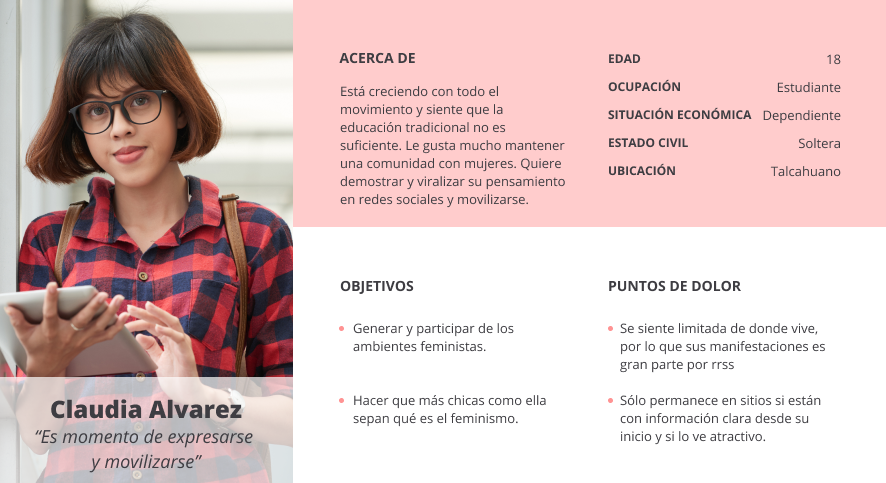 ACERCA DE
Está creciendo con todo el
movimiento y siente que la
educación tradicional no es
suficiente. Le gusta mucho mantener
una comunidad con mujeres. Quiere
demostrar y viralizar su pensamiento
en redes sociales y movilizarse.
EDAD 18
OCUPACIÓN Estudiante
SITUACIÓN ECONÓMICA Dependiente
ESTADO CIVIL Soltera
UBICACIÓN Talcahuano
OBJETIVOS
Generar y participar de los
ambientes feministas.
Hacer que más chicas como ella
sepan qué es el feminismo.
PUNTOS DE DOLOR
Se siente limitada de donde vive,
por lo que sus manifestaciones es
gran parte por rrss
Sólo permanece en sitios si están
con información clara desde su
inicio y si lo ve atractivo.
Claudia Alvarez
“Es momento de expresarse
y movilizarse”